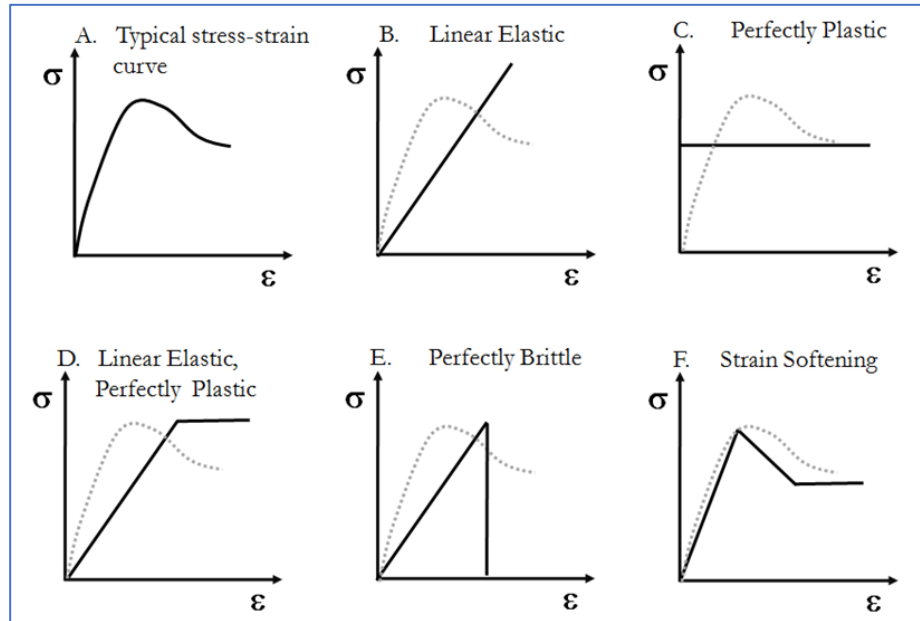 A. Typical stress-strain
curve
σ
ε
B. Linear Elastic
σ
ε
C. Perfectly Plastic
σ
ε
D. Linear Elastic,
Perfectly Plastic
σ
ε
E. Perfectly Brittle
σ
ε
F. Strain Softening
σ
ε